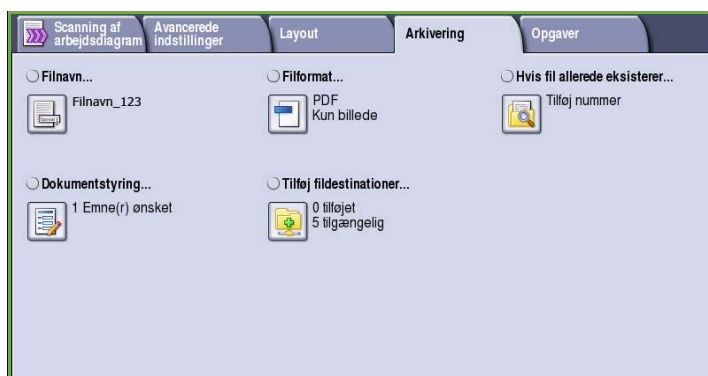 Scanning af
arbejdsdiagram
Avancerede
indstillinger
Layout
Arkivering
Opgaver
Filnavn...
Filnavn_123
Filformat...
PDF
Kun billede
Hvis fil allerede eksisterer...
Tilføj nummer
Dokumentstyring...
1 Emne(r) ønsket
Tilføj fildestinationer...
0 tilføjet
5 tilgængelig